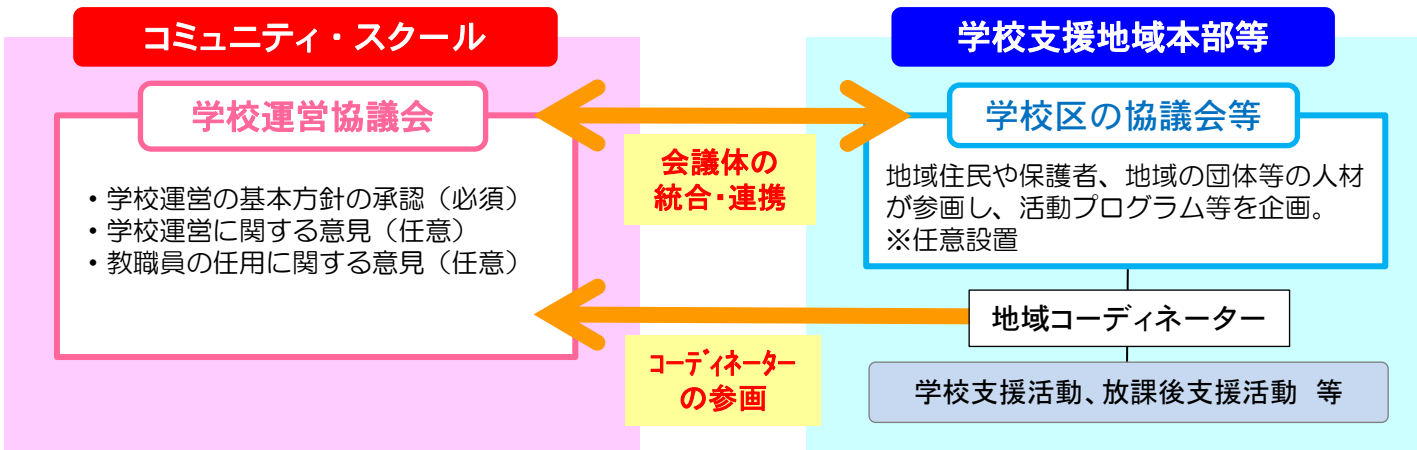 コミュニティ・スクール
学校運営協議会
・学校運営の基本方針の承認（必須）
・学校運営に関する意見（任意）
・教職員の任用に関する意見（任意）
会議体の
統合・連携
コーディネーター
の参画
学校支援地域本部等
学校区の協議会等
地域住民や保護者、地域の団体等の人材
が参画し、活動プログラム等を企画。
※任意設置
地域コーディネーター
学校支援活動、放課後支援活動　等